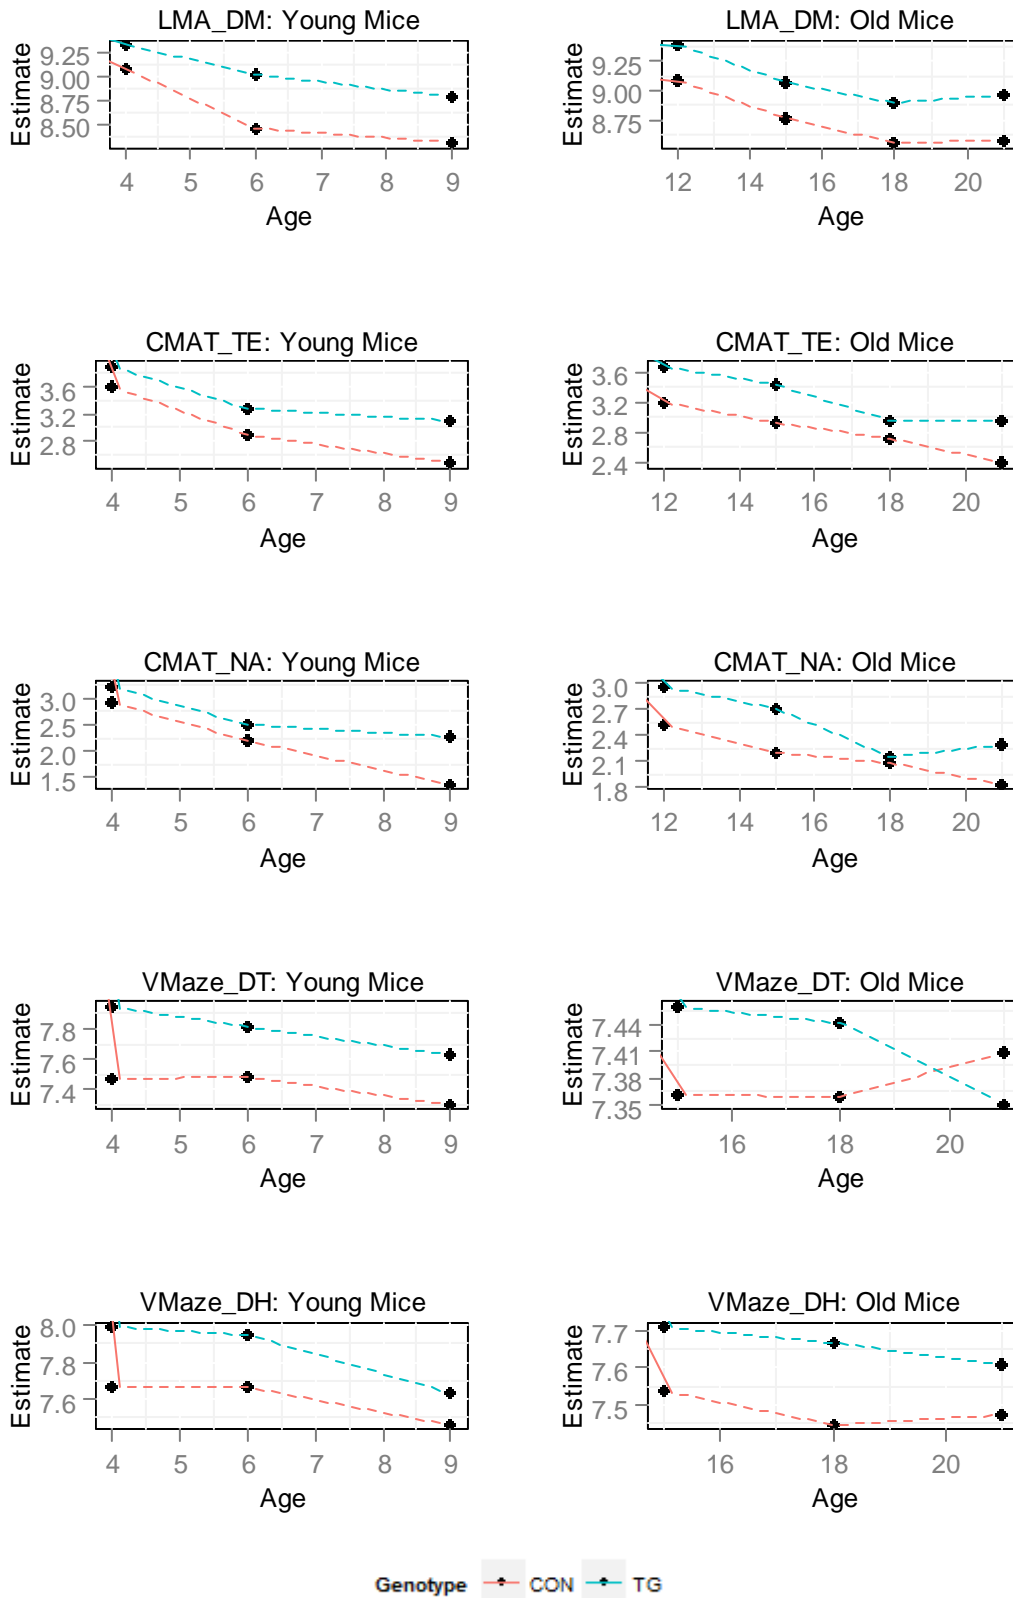 LMA_DM: Young Mice
Estimate
9.25
9.00
8.75
8.50
4 5 6 7 8 9
Age
LMA_DM: Old Mice
Estimate
9.25
9.00
8.75
12 14 16 18 20
Age
CMAT_TE: Young Mice
Estimate
3.6
3.2
2.8
4 5 6 7 8 9
Age
CMAT_TE: Old Mice
Estimate
3.6
3.2
2.8
2.4
12 14 16 18 20
Age
CMAT_NA: Young Mice
Estimate
3.0
2.5
2.0
1.5
4 5 6 7 8 9
Age
CMAT_NA: Old Mice
Estimate
3.0
2.7
2.4
2.1
1.8
12 14 16 18 20
Age
VMaze_DT: Young Mice
Estimate
7.8
7.6
7.4
4 5 6 7 8 9
Age
VMaze_DT: Old Mice
Estimate
7.44
7.41
7.38
7.35
16 18 20
Age
VMaze_DH: Young Mice
Estimate
8.0
7.8
7.6
4 5 6 7 8 9
Age
VMaze_DH: Old Mice
Estimate
7.7
7.6
7.5
16 18 20
Age
Genotype CON TG